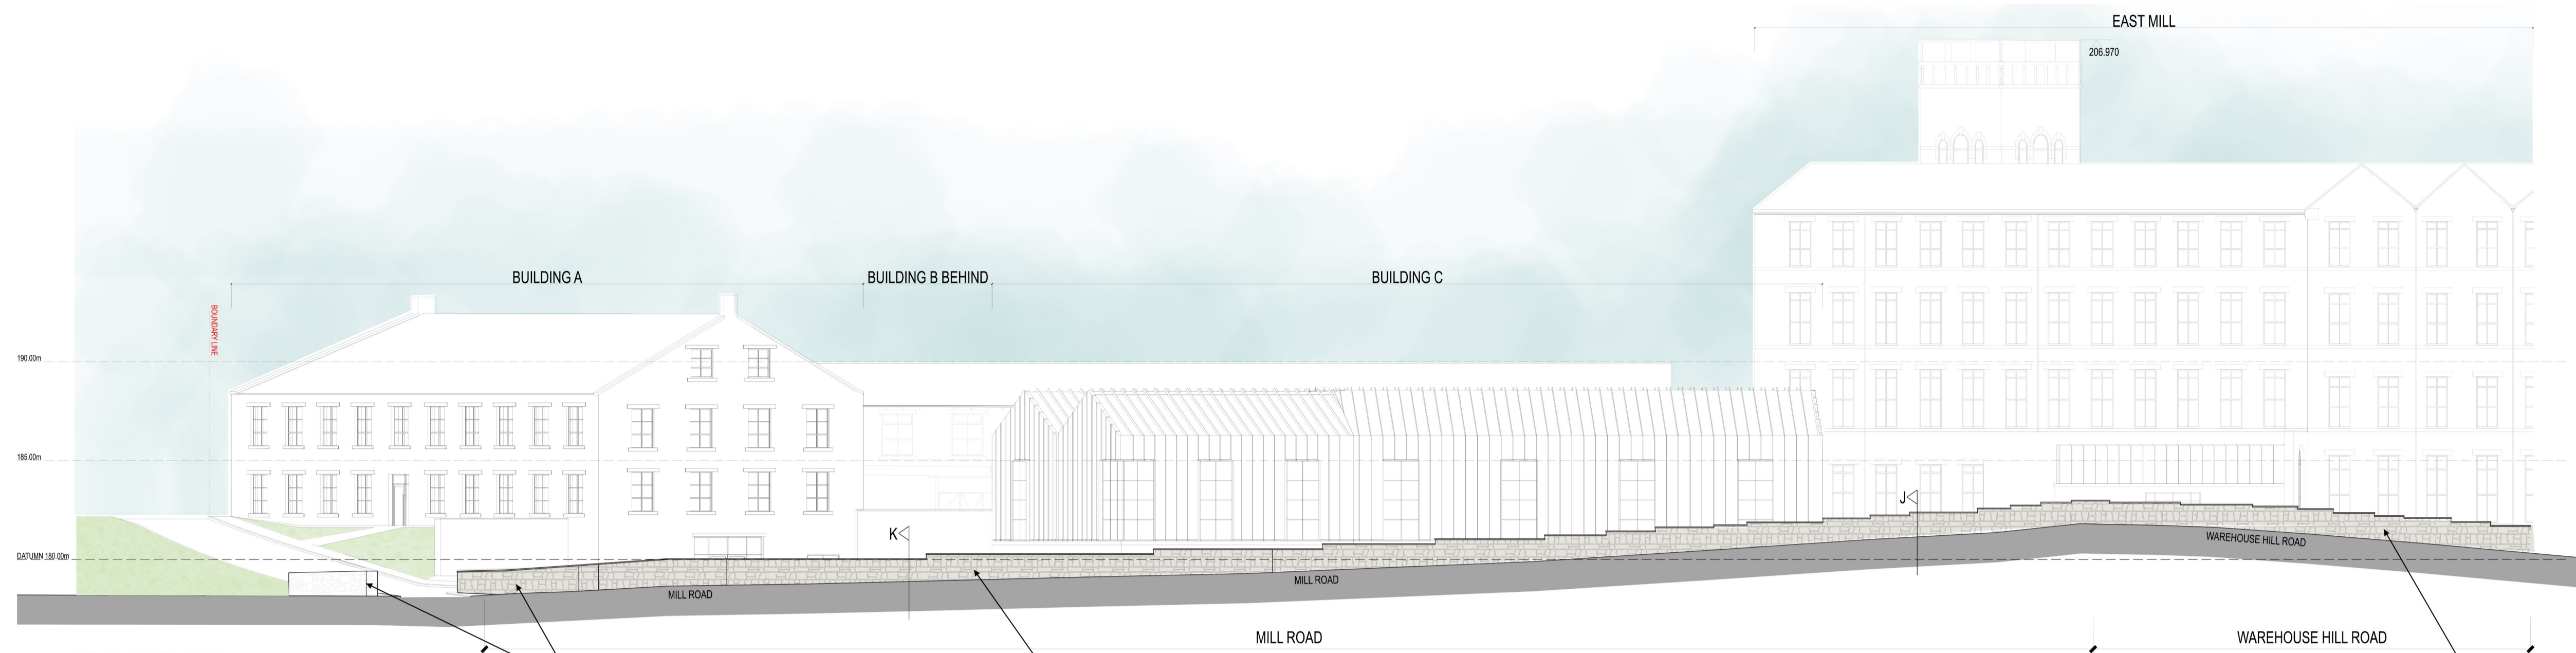 EAST MILL
206.970
BUILDING A
BUILDING B BEHIND
BUILDING C
BOUNDARY LINE
190.00m
185.00m
J
K
DATUMN 180.00m
WAREHOUSE HILL ROAD
MILL ROAD
MILL ROAD
MILL ROAD
WAREHOUSE HILL ROAD